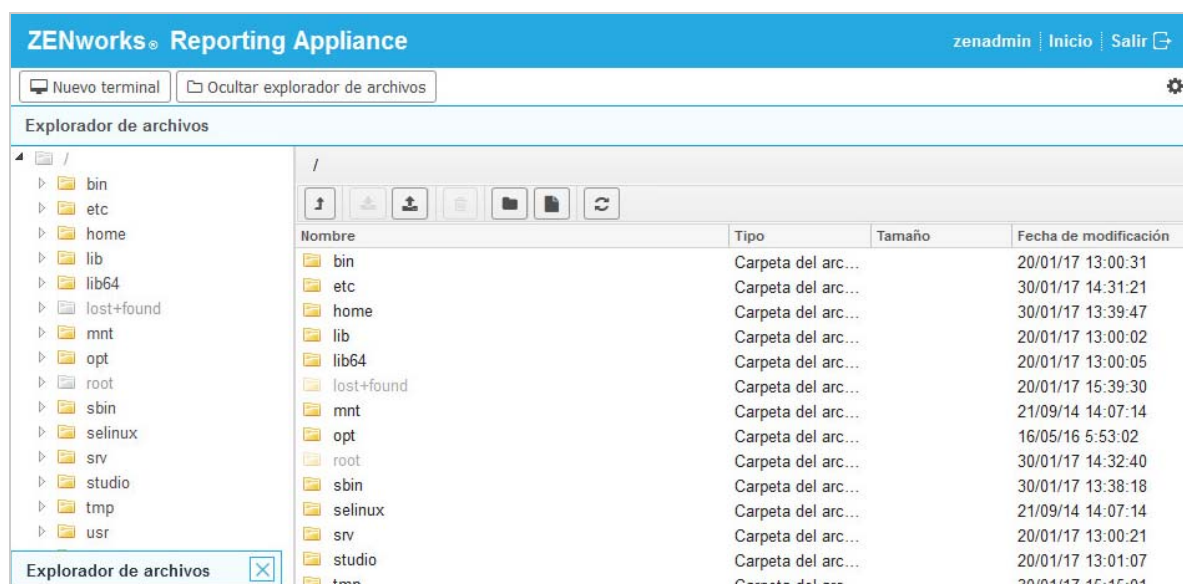 ZENworks® Reporting Appliance
zenadmin | Inicio | Salir
Nuevo terminal
Ocultar explorador de archivos
Explorador de archivos
/
bin
etc
home
lib
lib64
lost+found
mnt
opt
root
sbin
selinux
srv
studio
tmp
usr
Explorador de archivos
/
Nombre Tipo Tamaño Fecha de modificación
bin Carpeta del arc... 20/01/17 13:00:31
etc Carpeta del arc... 30/01/17 14:31:21
home Carpeta del arc... 30/01/17 13:39:47
lib Carpeta del arc... 20/01/17 13:00:02
lib64 Carpeta del arc... 20/01/17 13:00:05
lost+found Carpeta del arc... 20/01/17 15:39:30
mnt Carpeta del arc... 21/09/14 14:07:14
opt Carpeta del arc... 16/05/16 5:53:02
root Carpeta del arc... 30/01/17 14:32:40
sbin Carpeta del arc... 30/01/17 13:38:18
selinux Carpeta del arc... 21/09/14 14:07:14
srv Carpeta del arc... 20/01/17 13:00:21
studio Carpeta del arc... 20/01/17 13:01:07
tmp Carpeta del arc...